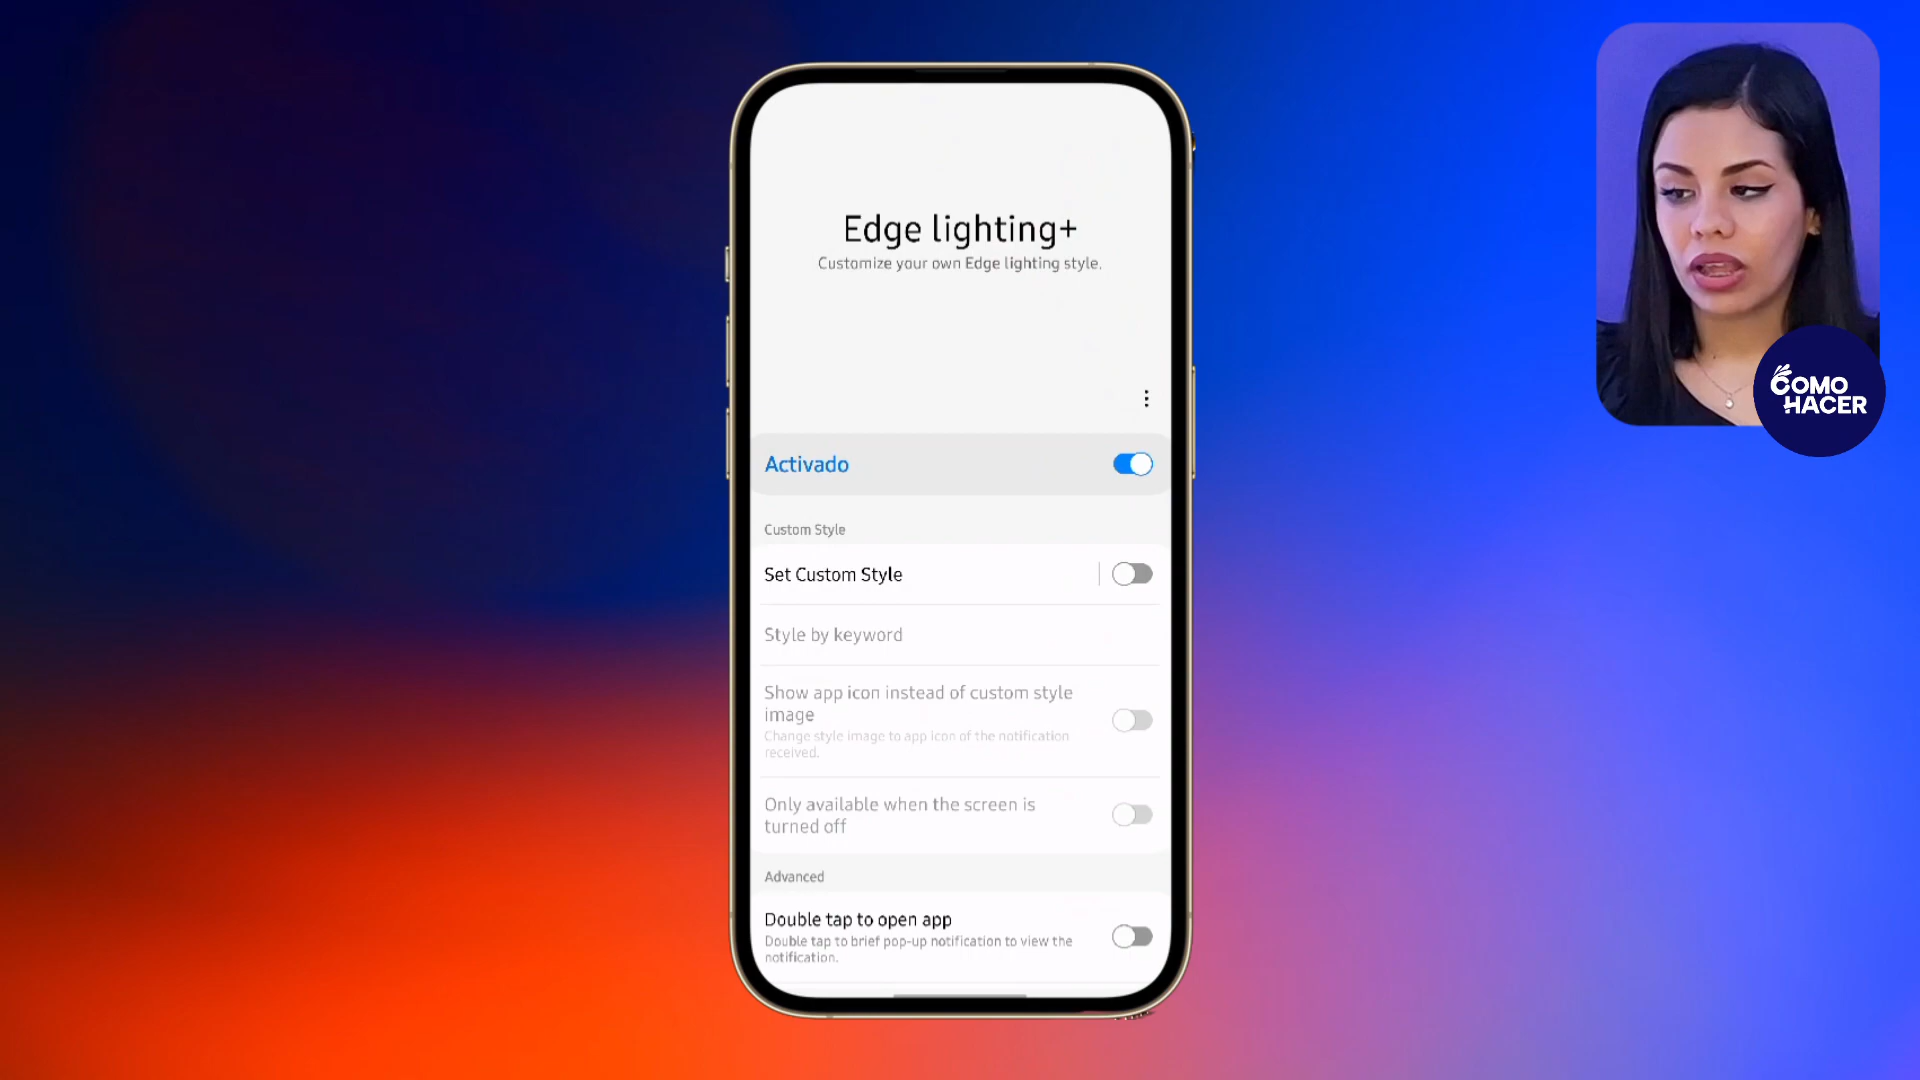 Edge lighting+
Customize your own Edge lighting style.
Activado
Custom Style
Set Custom Style
Style by keyword
Show app icon instead of custom style
image
Change style image to app icon of the notification
received.
Only available when the screen is
turned off
Advanced
Double tap to open app
Double tap to brief pop-up notification to view the
notification.
COMO
HACER